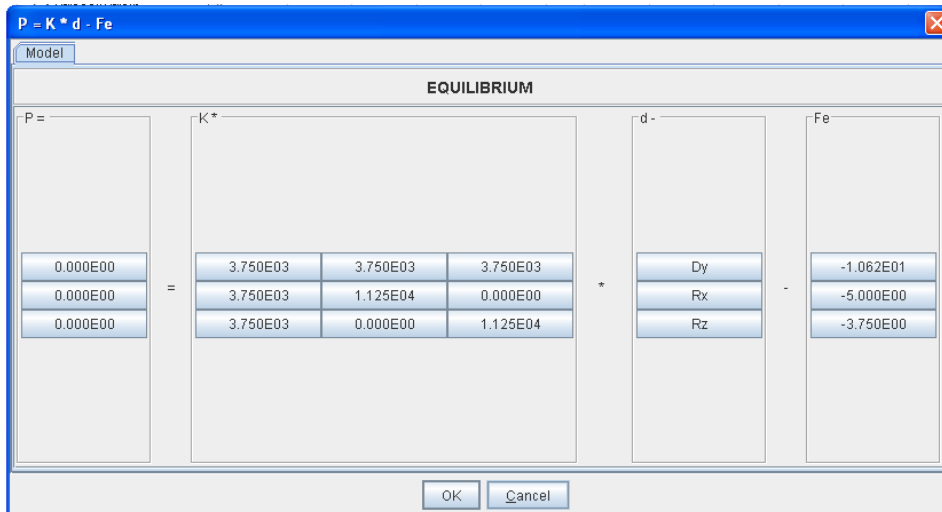 P = K * d - Fe
Model
EQUILIBRIUM
P = K * d - Fe
0.000E00 3.750E03 3.750E03 3.750E03 Dy -1.062E01
0.000E00 = 3.750E03 1.125E04 0.000E00 * Rx - -5.000E00
0.000E00 3.750E03 0.000E00 1.125E04 Rz -3.750E00
OK Cancel